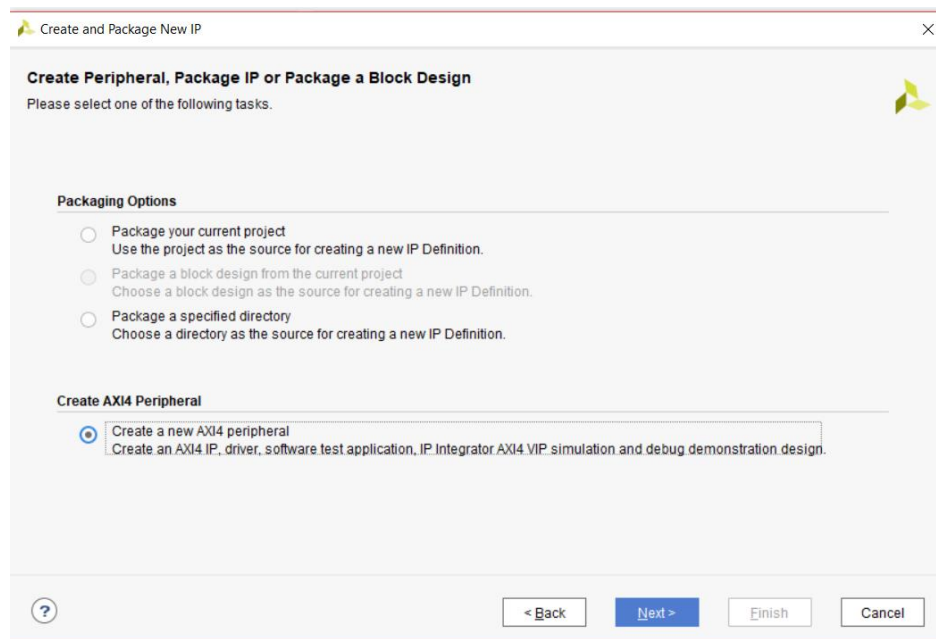 Create and Package New IP
Create Peripheral, Package IP or Package a Block Design
Please select one of the following tasks.
Packaging Options
Package your current project
Use the project as the source for creating a new IP Definition.
Package a block design from the current project
Choose a block design as the source for creating a new IP Definition.
Package a specified directory
Choose a directory as the source for creating a new IP Definition.
Create AXI4 Peripheral
Create a new AXI4 peripheral
Create an AXI4 IP, driver, software test application, IP Integrator AXI4 VIP simulation and debug demonstration design.
?
< Back
Next >
Finish
Cancel